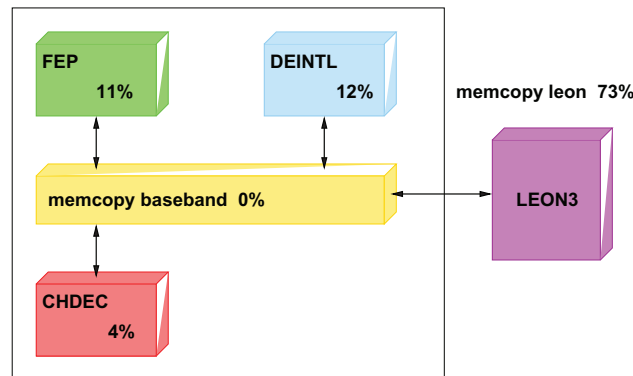 FEP
11%
DEINTL
12%
memcopy leon 73%
memcopy baseband 0%
LEON3
CHDEC
4%